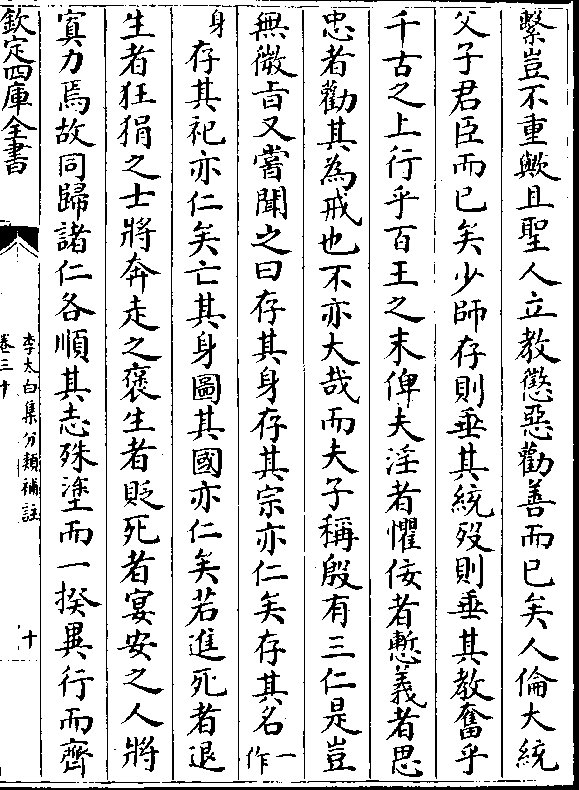 繫豈不重歟且聖人立教懲惡勸善而已矣人倫大統
父子君臣而已矣少師存則垂其統殁則垂其教奮乎
千古之上行乎百王之末俾夫淫者懼佞者慙義者思
忠者勸其為戒也不亦大哉而夫子稱殷有三仁是豈
無微旨又嘗聞之曰存其身存其宗亦仁矣存其名一作
身存其祀亦仁矣亡其身圖其國亦仁矣若進死者退
生者狂狷之士將奔走之褒生者貶死者宴安之人將
寘力焉故同歸諸仁各順其志殊塗而一揆異行而齊
欽定四庫全書
李太白集分類補註
卷三十
十